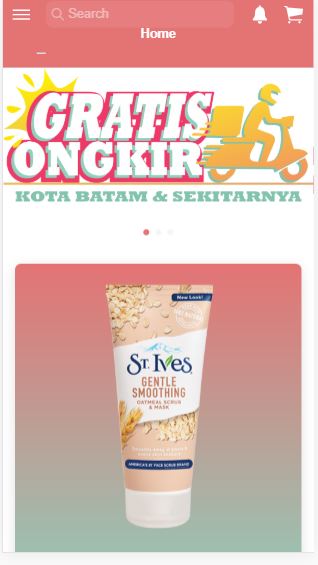 Search
Home
GRATIS
ONGKIR
KOTA BATAM & SEKITARNYA
New Look!
ST. IVES
GENTLE
SMOOTHING
OATMEAL SCRUB
& MASK
AMERICA'S #1 FACE SCRUB BRAND